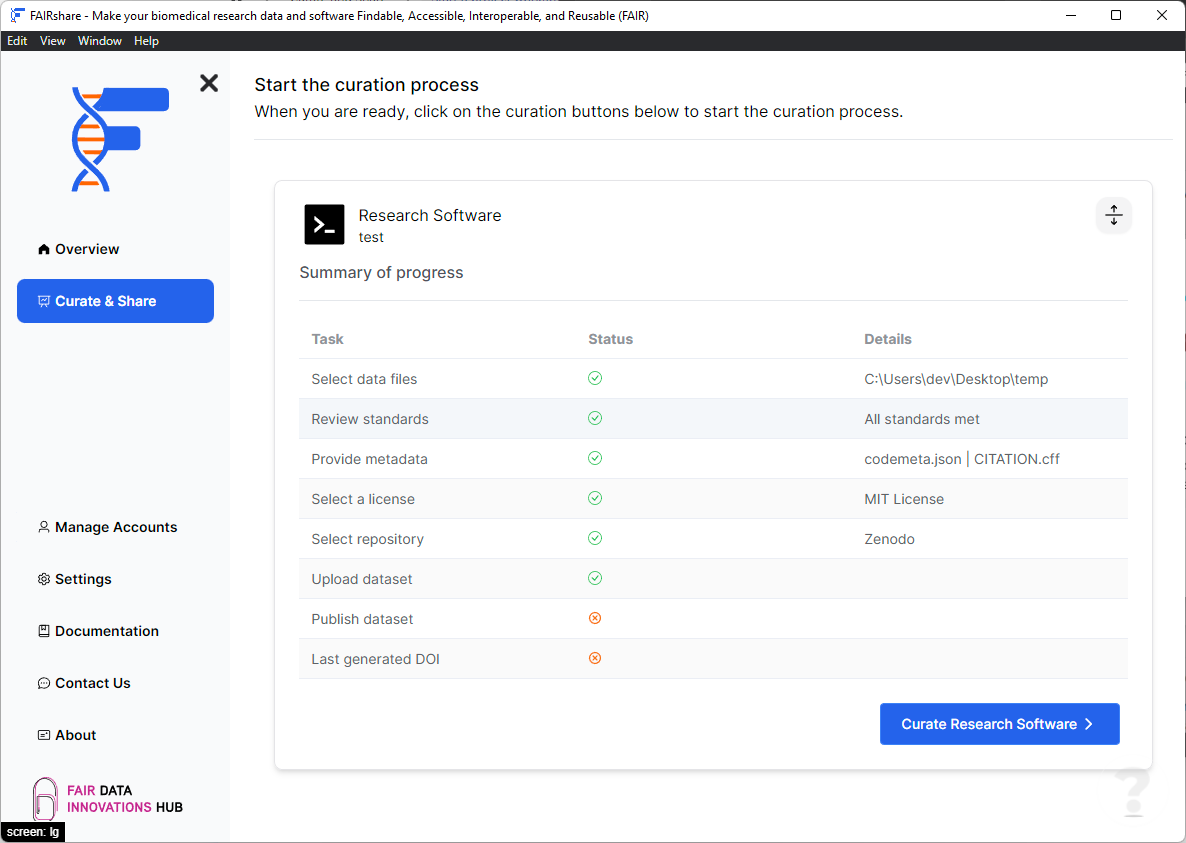 FAIRshare - Make your biomedical research data and software Findable, Accessible, Interoperable, and Reusable (FAIR)
Edit View Window Help
Start the curation process
When you are ready, click on the curation buttons below to start the curation process.
Overview
Curate & Share
Manage Accounts
Settings
Documentation
Contact Us
About
FAIR DATA
INNOVATIONS HUB
screen: lg
Research Software
test
Summary of progress
Task Status Details
Select data files C:\Users\dev\Desktop\temp
Review standards All standards met
Provide metadata codemeta.json | CITATION.cff
Select a license MIT License
Select repository Zenodo
Upload dataset
Publish dataset
Last generated DOI
Curate Research Software
?